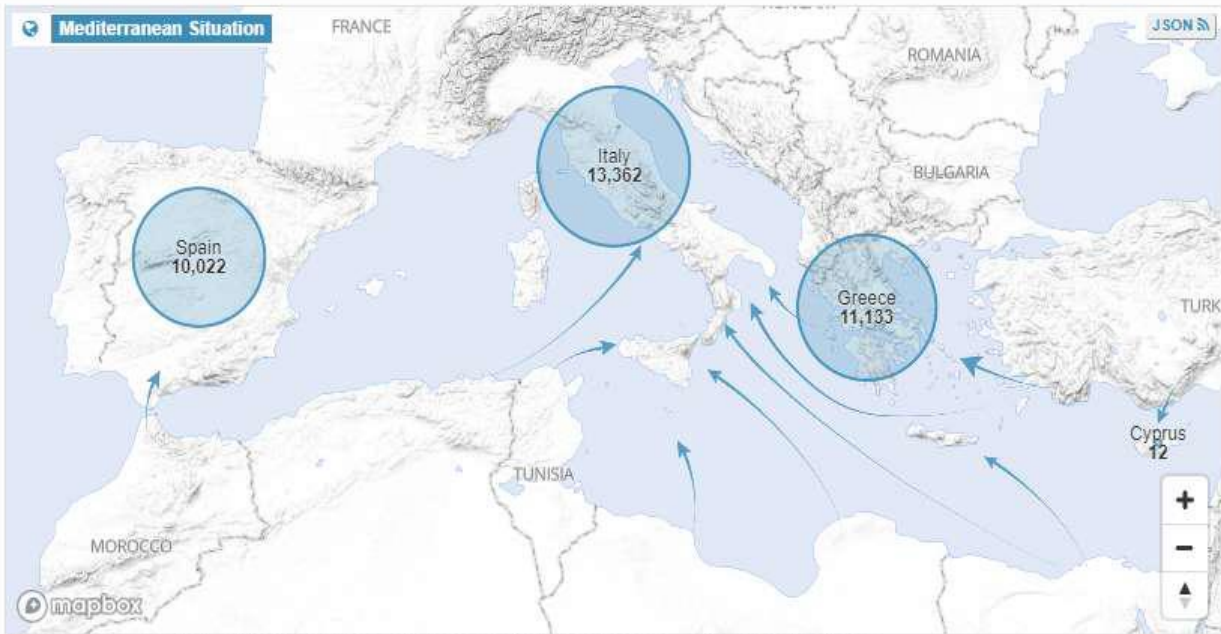 Mediterranean Situation
JSON
FRANCE
ROMANIA
Italy
13,362
BULGARIA
Spain
10,022
Greece
11,133
TURK
Cyprus
12
TUNISIA
MOROCCO
+
−
mapbox